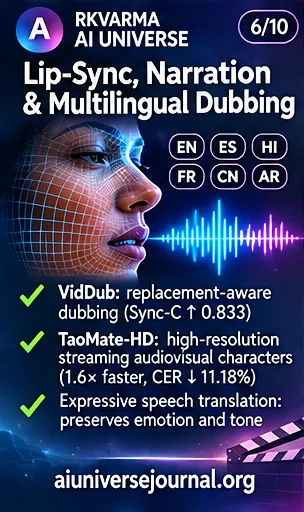 A
RKVARMA
AI UNIVERSE
6/10
Lip-Sync, Narration
& Multilingual Dubbing
EN ES HI
FR CN AR
VidDub: replacement-aware
dubbing (Sync-C ↑ 0.833)
TaoMate-HD: high-resolution
streaming audiovisual characters
(1.6× faster, CER ↓ 11.18%)
Expressive speech translation:
preserves emotion and tone
aiuniversejournal.org